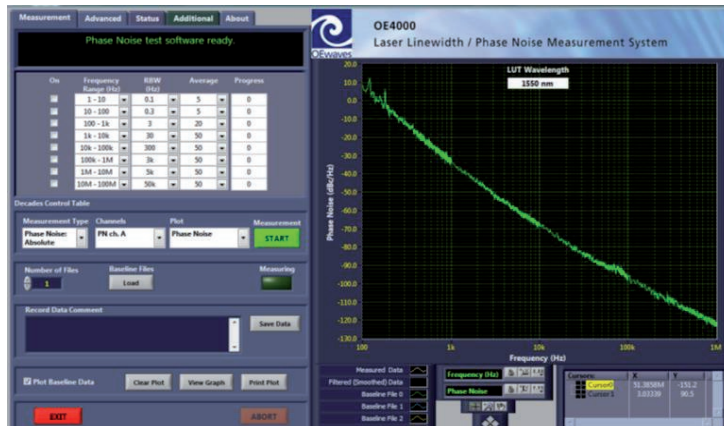 Measurement Advanced Status Additional About
Phase Noise test software ready.
On Frequency Range (Hz) RBW (Hz) Average Progress
1 - 10 0.1 5 0
10 - 100 0.3 5 0
100 - 1k 3 20 0
1k - 10k 30 50 0
10k - 100k 300 50 0
100k - 1M 3k 50 0
1M - 10M 5k 50 0
10M - 100M 50k 50 0
Decades Control Table
Measurement Type Channels Plot Measurement
Phase Noise: Absolute PN ch. A Phase Noise START
Number of Files Baseline Files Measuring
1 Load
Record Data Comment
Save Data
Plot Baseline Data Clear Plot View Graph Print Plot
EXIT ABORT
OEwaves
OE4000
Laser Linewidth / Phase Noise Measurement System
LUT Wavelength
1550 nm
Phase Noise (dBc/Hz)
20.0
10.0
0.0
-10.0
-20.0
-30.0
-40.0
-50.0
-60.0
-70.0
-80.0
-90.0
-100.0
-110.0
-120.0
-130.0
100 1k 10k 100k 1M
Frequency (Hz)
Measured Data
Filtered (Smoothed) Data
Baseline File 0
Baseline File 1
Baseline File 2
Frequency (Hz)
Phase Noise
Cursors: X Y
Cursor0 51.3858M -151.2
Cursor1 3.03339 90.5